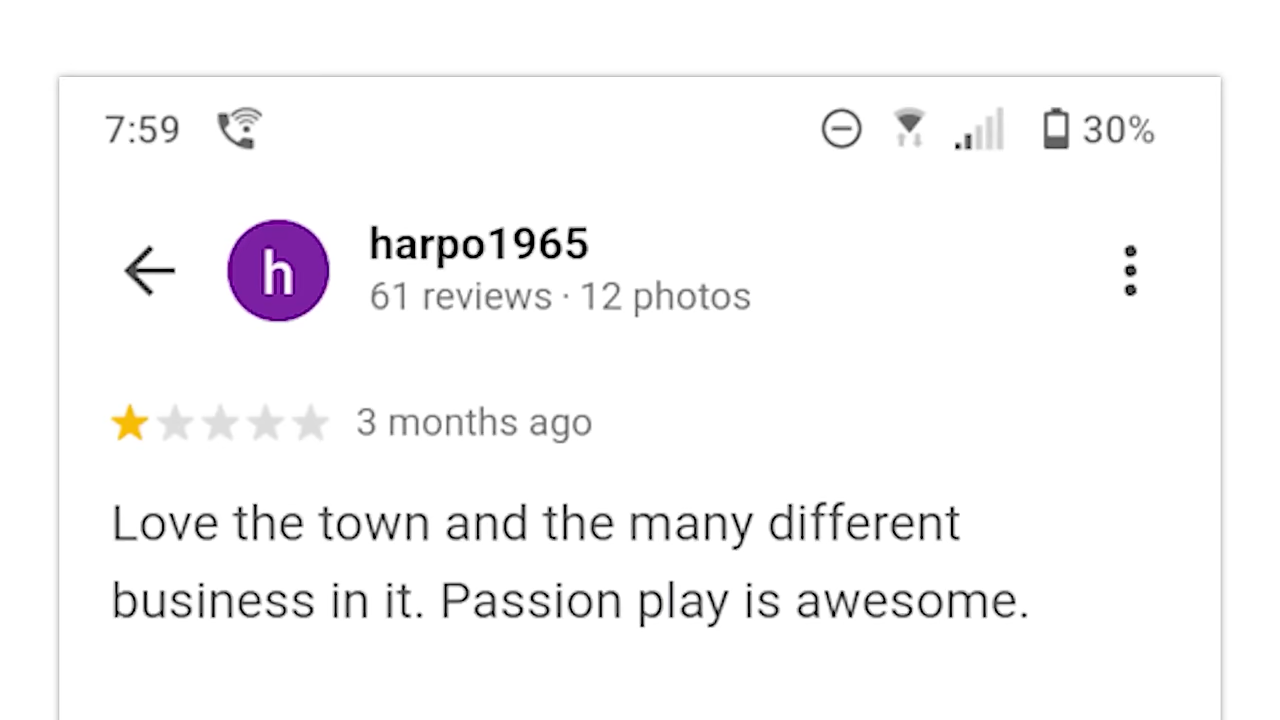 7:59 30%
harpo1965
h
61 reviews · 12 photos
3 months ago
Love the town and the many different
business in it. Passion play is awesome.